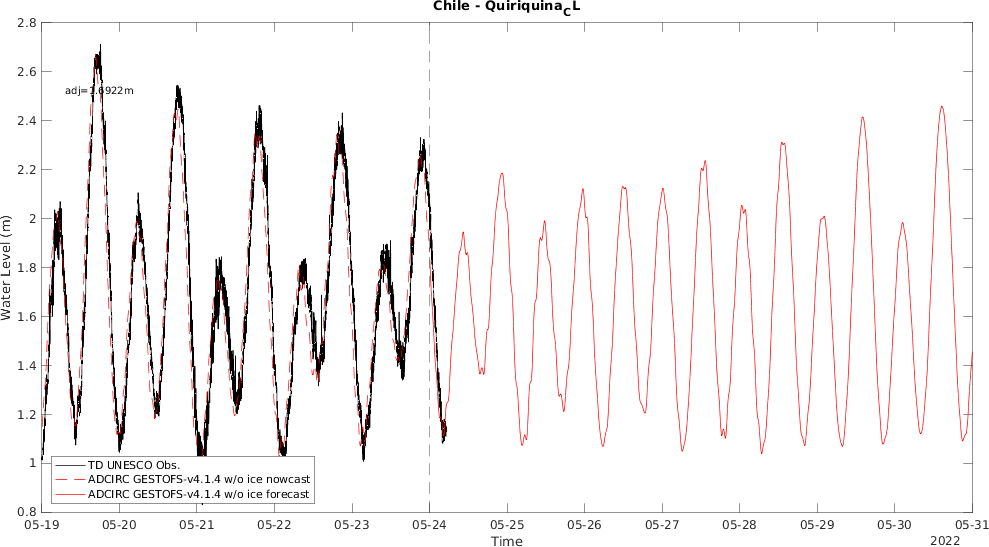 Chile - Quiriquina_CL
2.8
2.6
2.4
2.2
2
1.8
1.6
1.4
1.2
1
0.8
Water Level (m)
adj=1.6922m
TD UNESCO Obs.
ADCIRC GESTOFS-v4.1.4 w/o ice nowcast
ADCIRC GESTOFS-v4.1.4 w/o ice forecast
05-19 05-20 05-21 05-22 05-23 05-24 05-25 05-26 05-27 05-28 05-29 05-30 05-31
Time
2022